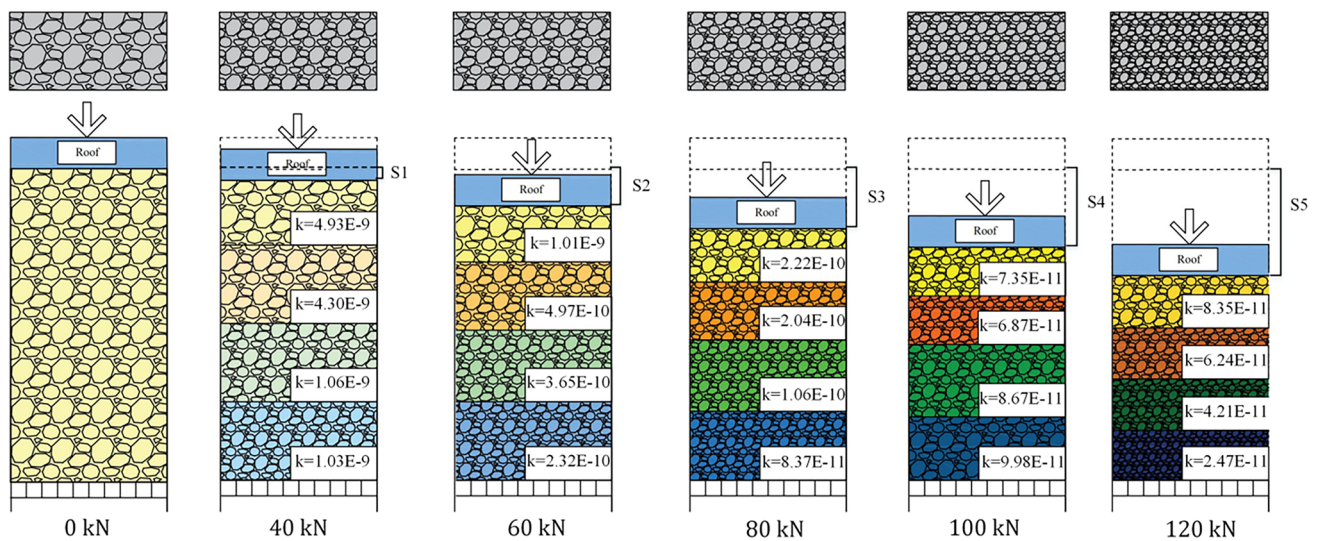 Roof
Roof
S1
k=4.93E-9
k=4.30E-9
k=1.06E-9
k=1.03E-9
Roof
S2
k=1.01E-9
k=4.97E-10
k=3.65E-10
k=2.32E-10
Roof
S3
k=2.22E-10
k=2.04E-10
k=1.06E-10
k=8.37E-11
Roof
S4
k=7.35E-11
k=6.87E-11
k=8.67E-11
k=9.98E-11
Roof
S5
k=8.35E-11
k=6.24E-11
k=4.21E-11
k=2.47E-11
0 kN
40 kN
60 kN
80 kN
100 kN
120 kN